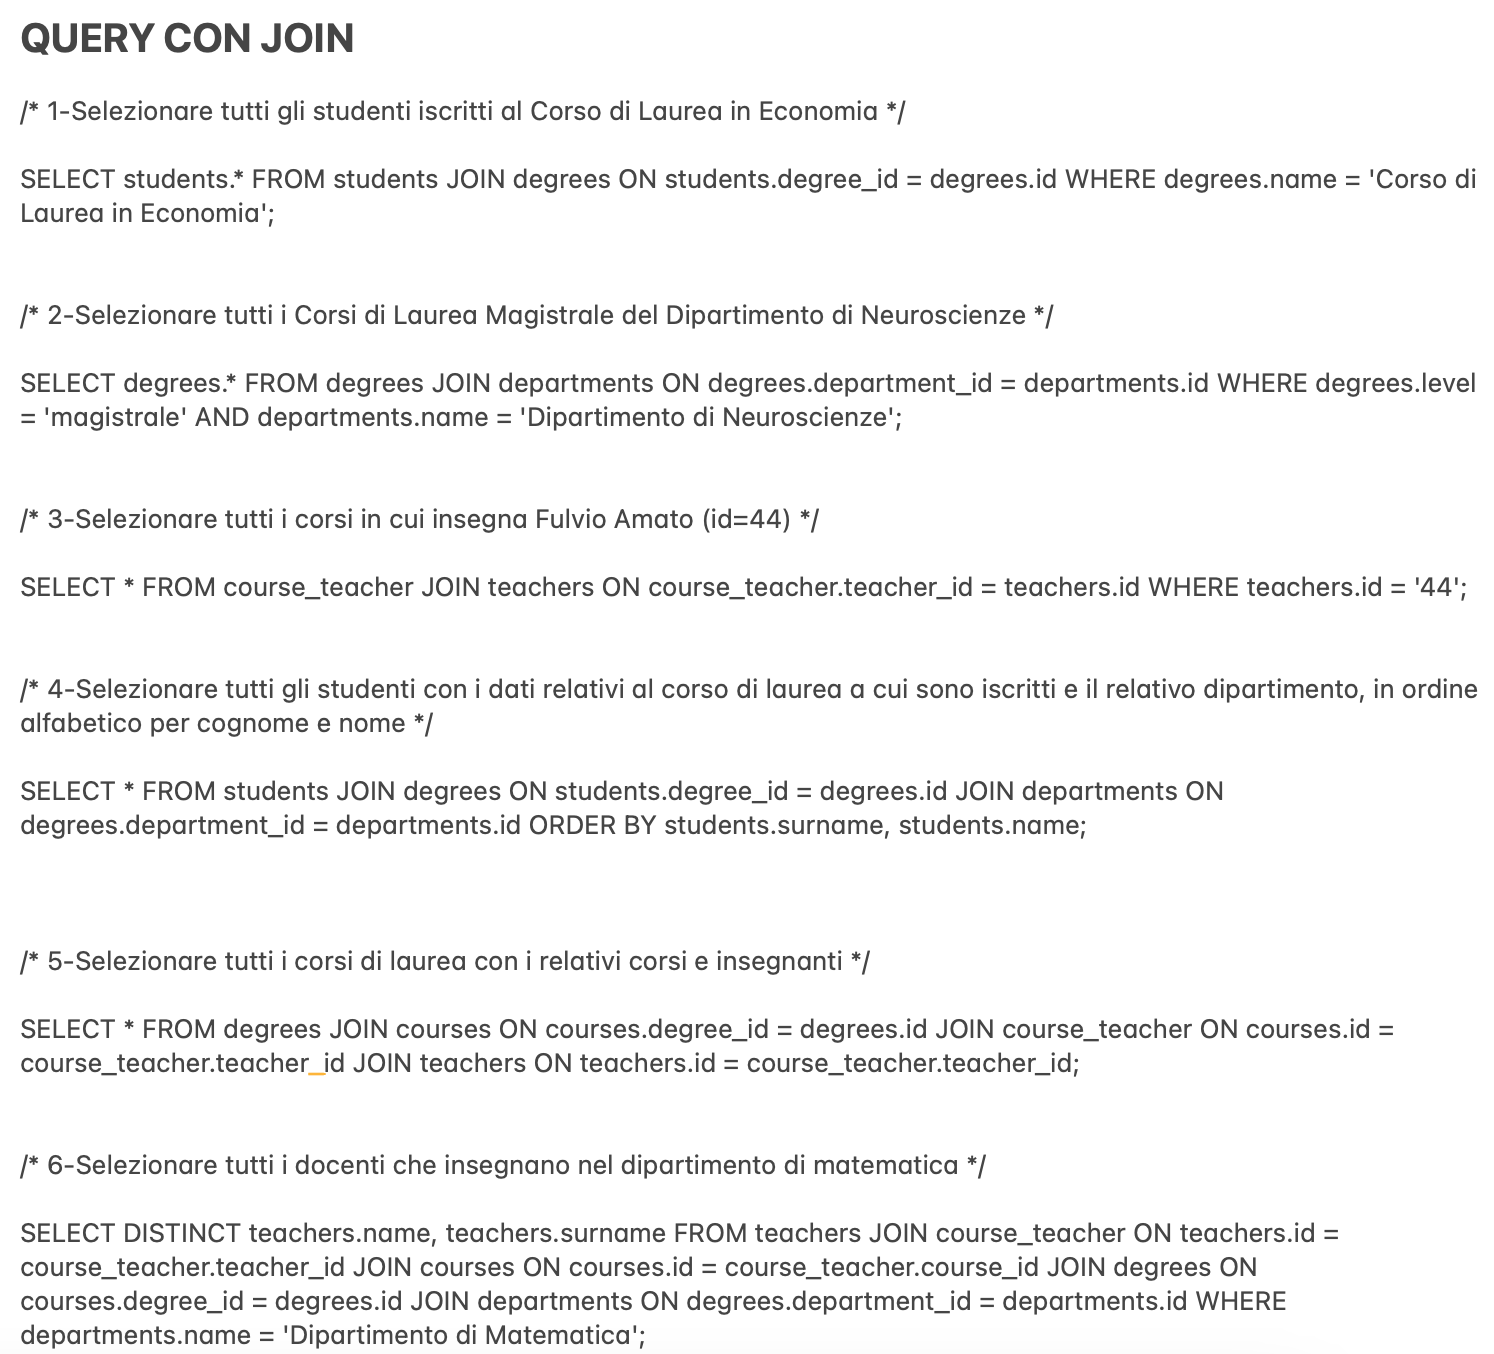 QUERY CON JOIN
/* 1-Selezionare tutti gli studenti iscritti al Corso di Laurea in Economia */
SELECT students.* FROM students JOIN degrees ON students.degree_id = degrees.id WHERE degrees.name = 'Corso di
Laurea in Economia';
/* 2-Selezionare tutti i Corsi di Laurea Magistrale del Dipartimento di Neuroscienze */
SELECT degrees.* FROM degrees JOIN departments ON degrees.department_id = departments.id WHERE degrees.level
= 'magistrale' AND departments.name = 'Dipartimento di Neuroscienze';
/* 3-Selezionare tutti i corsi in cui insegna Fulvio Amato (id=44) */
SELECT * FROM course_teacher JOIN teachers ON course_teacher.teacher_id = teachers.id WHERE teachers.id = '44';
/* 4-Selezionare tutti gli studenti con i dati relativi al corso di laurea a cui sono iscritti e il relativo dipartimento, in ordine
alfabetico per cognome e nome */
SELECT * FROM students JOIN degrees ON students.degree_id = degrees.id JOIN departments ON
degrees.department_id = departments.id ORDER BY students.surname, students.name;
/* 5-Selezionare tutti i corsi di laurea con i relativi corsi e insegnanti */
SELECT * FROM degrees JOIN courses ON courses.degree_id = degrees.id JOIN course_teacher ON courses.id =
course_teacher.teacher_id JOIN teachers ON teachers.id = course_teacher.teacher_id;
/* 6-Selezionare tutti i docenti che insegnano nel dipartimento di matematica */
SELECT DISTINCT teachers.name, teachers.surname FROM teachers JOIN course_teacher ON teachers.id =
course_teacher.teacher_id JOIN courses ON courses.id = course_teacher.course_id JOIN degrees ON
courses.degree_id = degrees.id JOIN departments ON degrees.department_id = departments.id WHERE
departments.name = 'Dipartimento di Matematica';